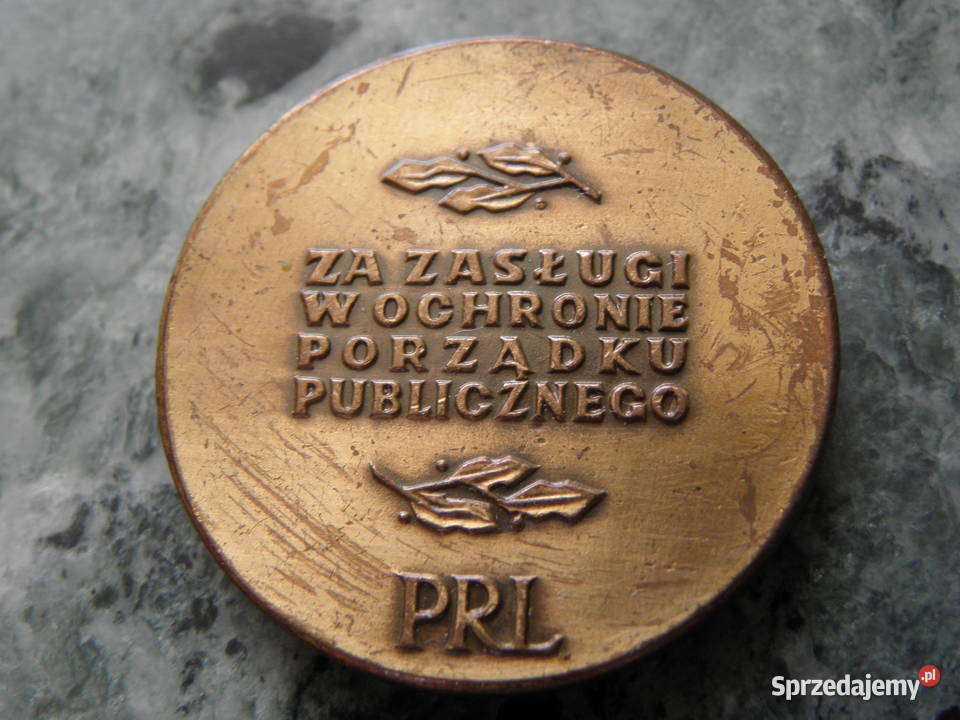 ZA ZASŁUGI
W OCHRONIE
PORZĄDKU
PUBLICZNEGO
PRL
Sprzedajemy.pl